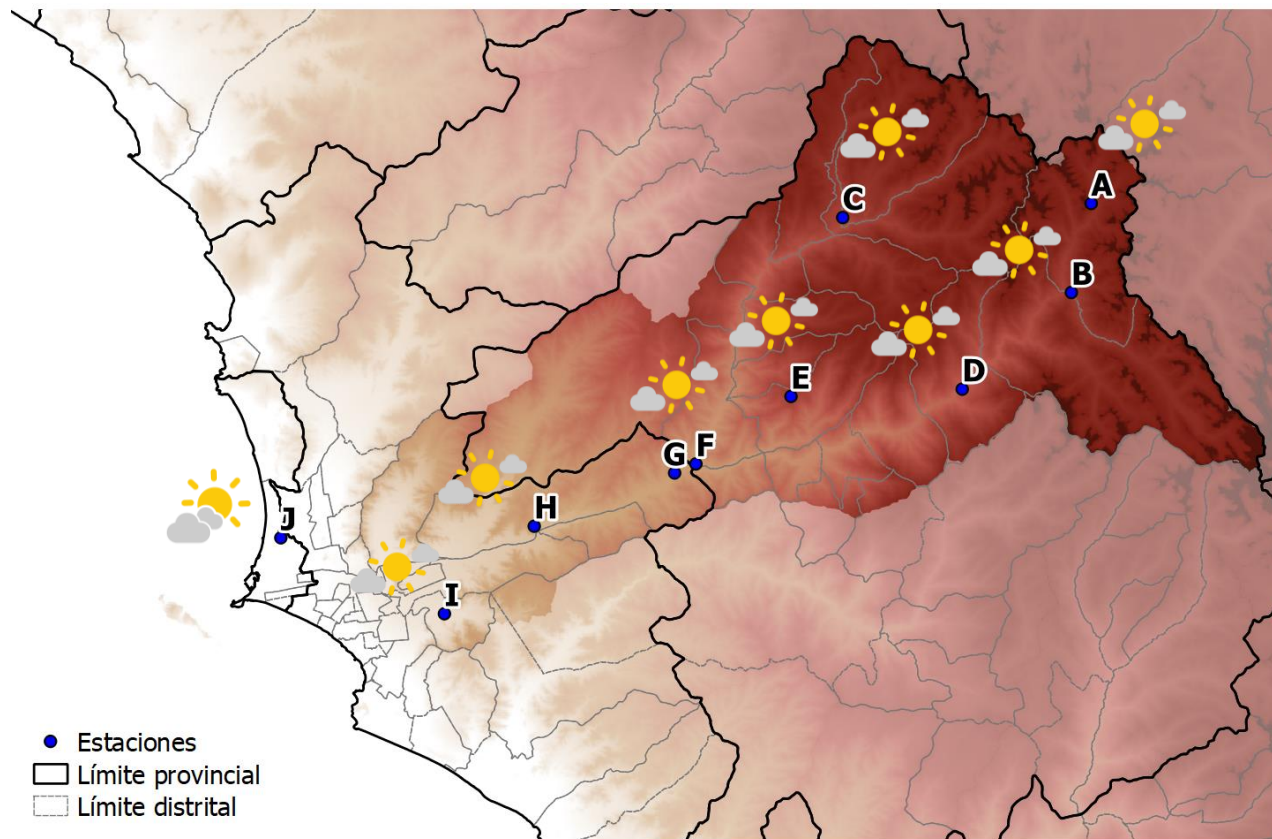 A
C
B
D
E
F
G
H
J
I
Estaciones
Límite provincial
Límite distrital